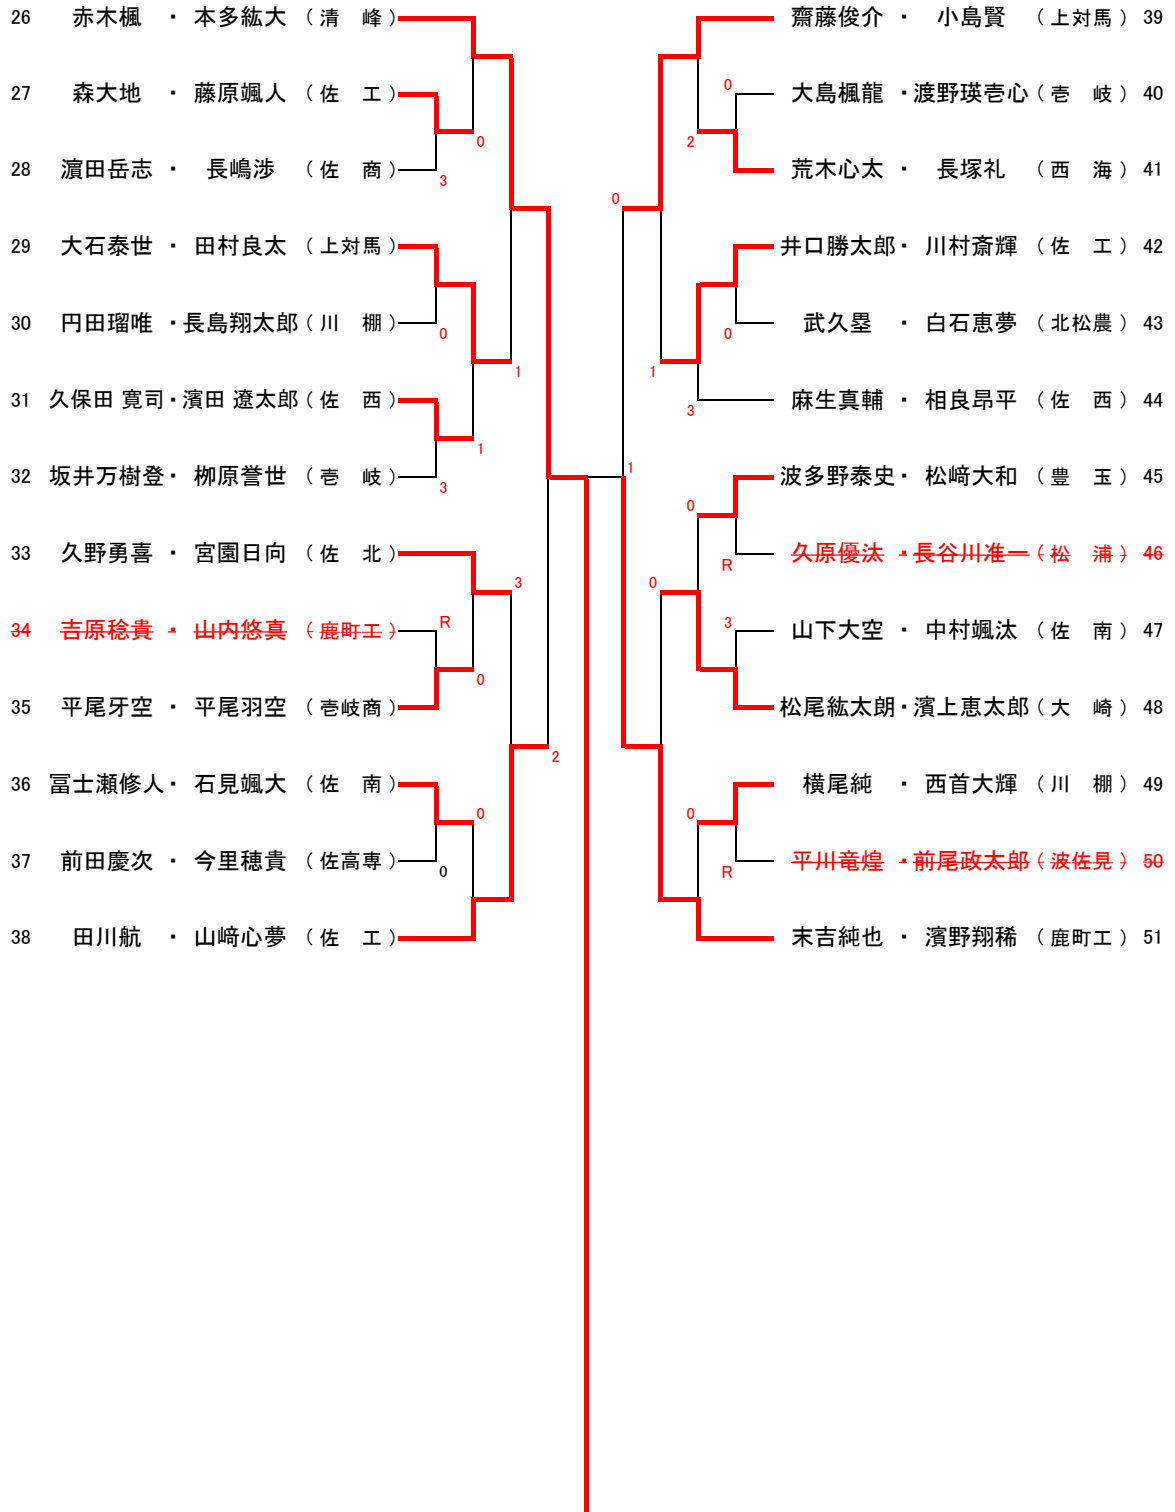 26 赤木楓 ・ 本多紘大 （ 清 峰 ）
27 森大地 ・ 藤原颯人 （ 佐 工 ）
0
28 濵田岳志 ・ 長嶋渉 （ 佐 商 ）
3
29 大石泰世 ・ 田村良太 （ 上対馬 ）
30 円田瑠唯 ・ 長島翔太郎 （ 川 棚 ）
0
1
31 久保田 寛司 ・ 濱田 遼太郎 （ 佐 西 ）
1
32 坂井万樹登 ・ 栁原誉世 （ 壱 岐 ）
3
33 久野勇喜 ・ 宮園日向 （ 佐 北 ）
3
34 吉原稔貴 ・ 山内悠真 （ 鹿町工 ）
R
0
35 平尾牙空 ・ 平尾羽空 （ 壱岐商 ）
2
36 冨士瀬修人 ・ 石見颯大 （ 佐 南 ）
0
37 前田慶次 ・ 今里穂貴 （ 佐高専 ）
0
38 田川航 ・ 山﨑心夢 （ 佐 工 ）
齋藤俊介 ・ 小島賢 （ 上対馬 ） 39
0
大島楓龍 ・ 渡野瑛壱心 （ 壱 岐 ） 40
2
荒木心太 ・ 長塚礼 （ 西 海 ） 41
0
井口勝太郎 ・ 川村斎輝 （ 佐 工 ） 42
武久塁 ・ 白石恵夢 （ 北松農 ） 43
0
1
麻生真輔 ・ 相良昂平 （ 佐 西 ） 44
3
1
波多野泰史 ・ 松﨑大和 （ 豊 玉 ） 45
0
久原優汰 ・ 長谷川准一 （ 松 浦 ） 46
R
0
山下大空 ・ 中村颯汰 （ 佐 南 ） 47
3
松尾紘太朗 ・ 濱上恵太郎 （ 大 崎 ） 48
横尾純 ・ 西首大輝 （ 川 棚 ） 49
0
平川竜煌 ・ 前尾政太郎 （ 波佐見 ） 50
R
末吉純也 ・ 濱野翔稀 （ 鹿町工 ） 51